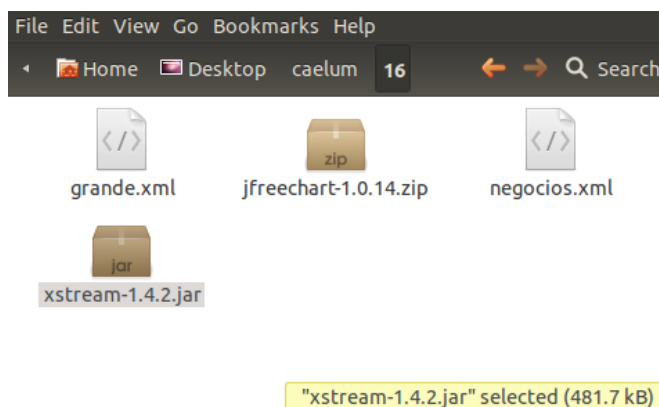 File Edit View Go Bookmarks Help
Home Desktop caelum 16 Search
</>
zip
</>
grande.xml jfreechart-1.0.14.zip negocios.xml
jar
xstream-1.4.2.jar
"xstream-1.4.2.jar" selected (481.7 kB)